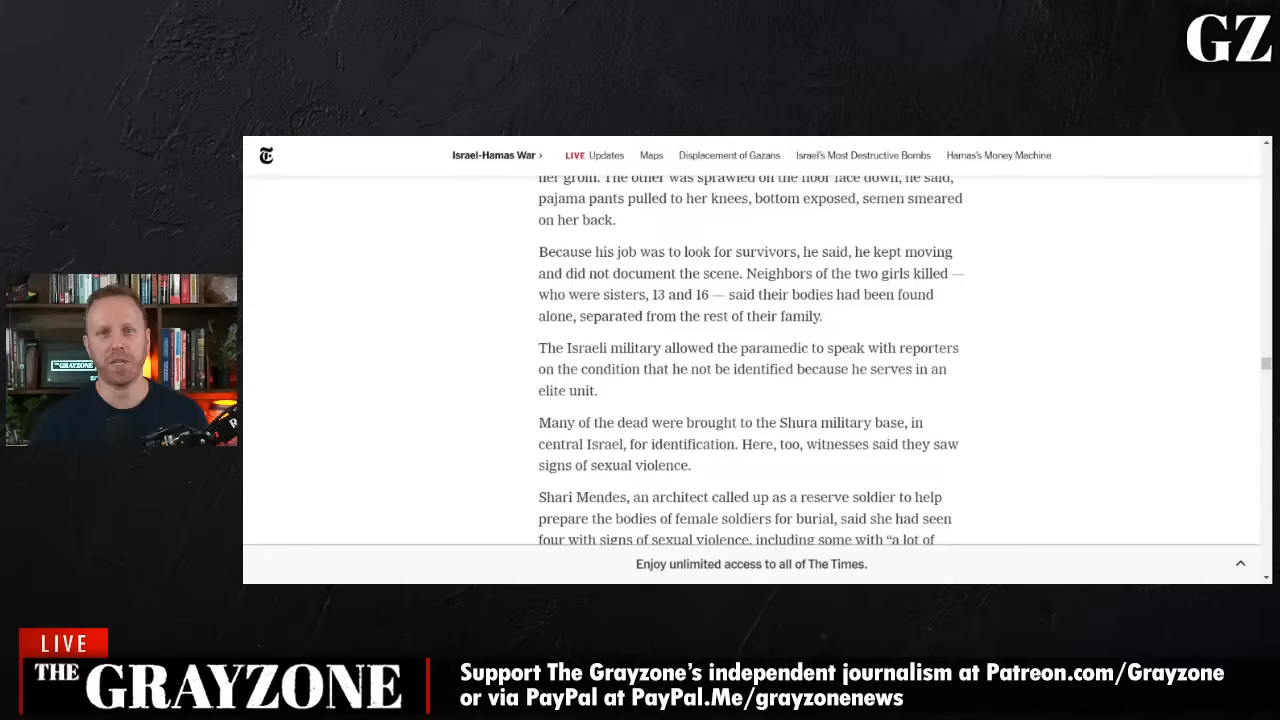 GZ
Israel-Hamas War › LIVE Updates Maps Displacement of Gazans Israel's Most Destructive Bombs Hamas's Money Machine
her groin. The other was sprawled on the floor face down, he said,
pajama pants pulled to her knees, bottom exposed, semen smeared
on her back.
Because his job was to look for survivors, he said, he kept moving
and did not document the scene. Neighbors of the two girls killed —
who were sisters, 13 and 16 — said their bodies had been found
alone, separated from the rest of their family.
The Israeli military allowed the paramedic to speak with reporters
on the condition that he not be identified because he serves in an
elite unit.
Many of the dead were brought to the Shura military base, in
central Israel, for identification. Here, too, witnesses said they saw
signs of sexual violence.
Shari Mendes, an architect called up as a reserve soldier to help
prepare the bodies of female soldiers for burial, said she had seen
four with signs of sexual violence, including some with “a lot of
Enjoy unlimited access to all of The Times.
THE GRAYZONE
LIVE
THE GRAYZONE
Support The Grayzone's independent journalism at Patreon.com/Grayzone
or via PayPal at PayPal.Me/grayzonenews